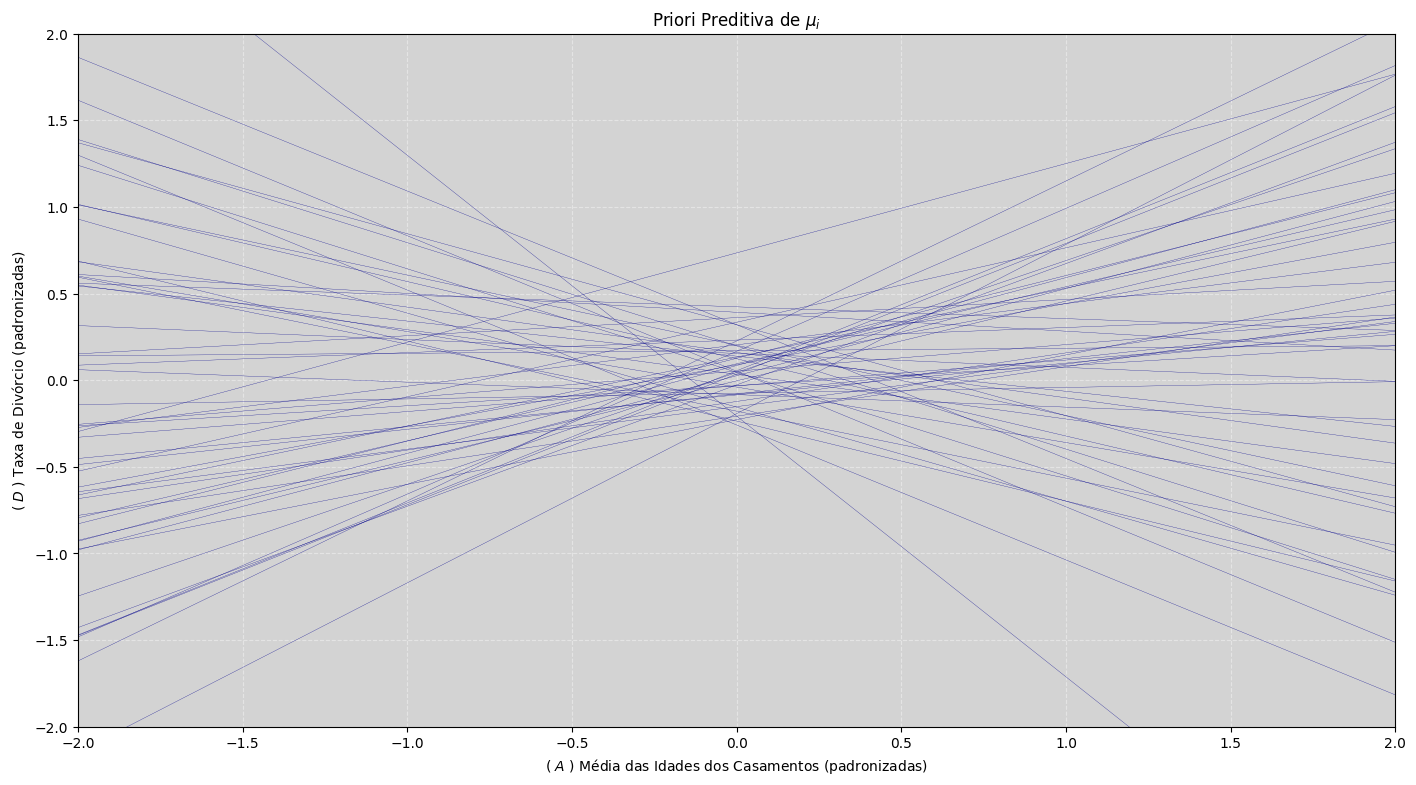 Priori Preditiva de μᵢ
( D ) Taxa de Divórcio (padronizadas)
2.0
1.5
1.0
0.5
0.0
−0.5
−1.0
−1.5
−2.0
−2.0 −1.5 −1.0 −0.5 0.0 0.5 1.0 1.5 2.0
( A ) Média das Idades dos Casamentos (padronizadas)